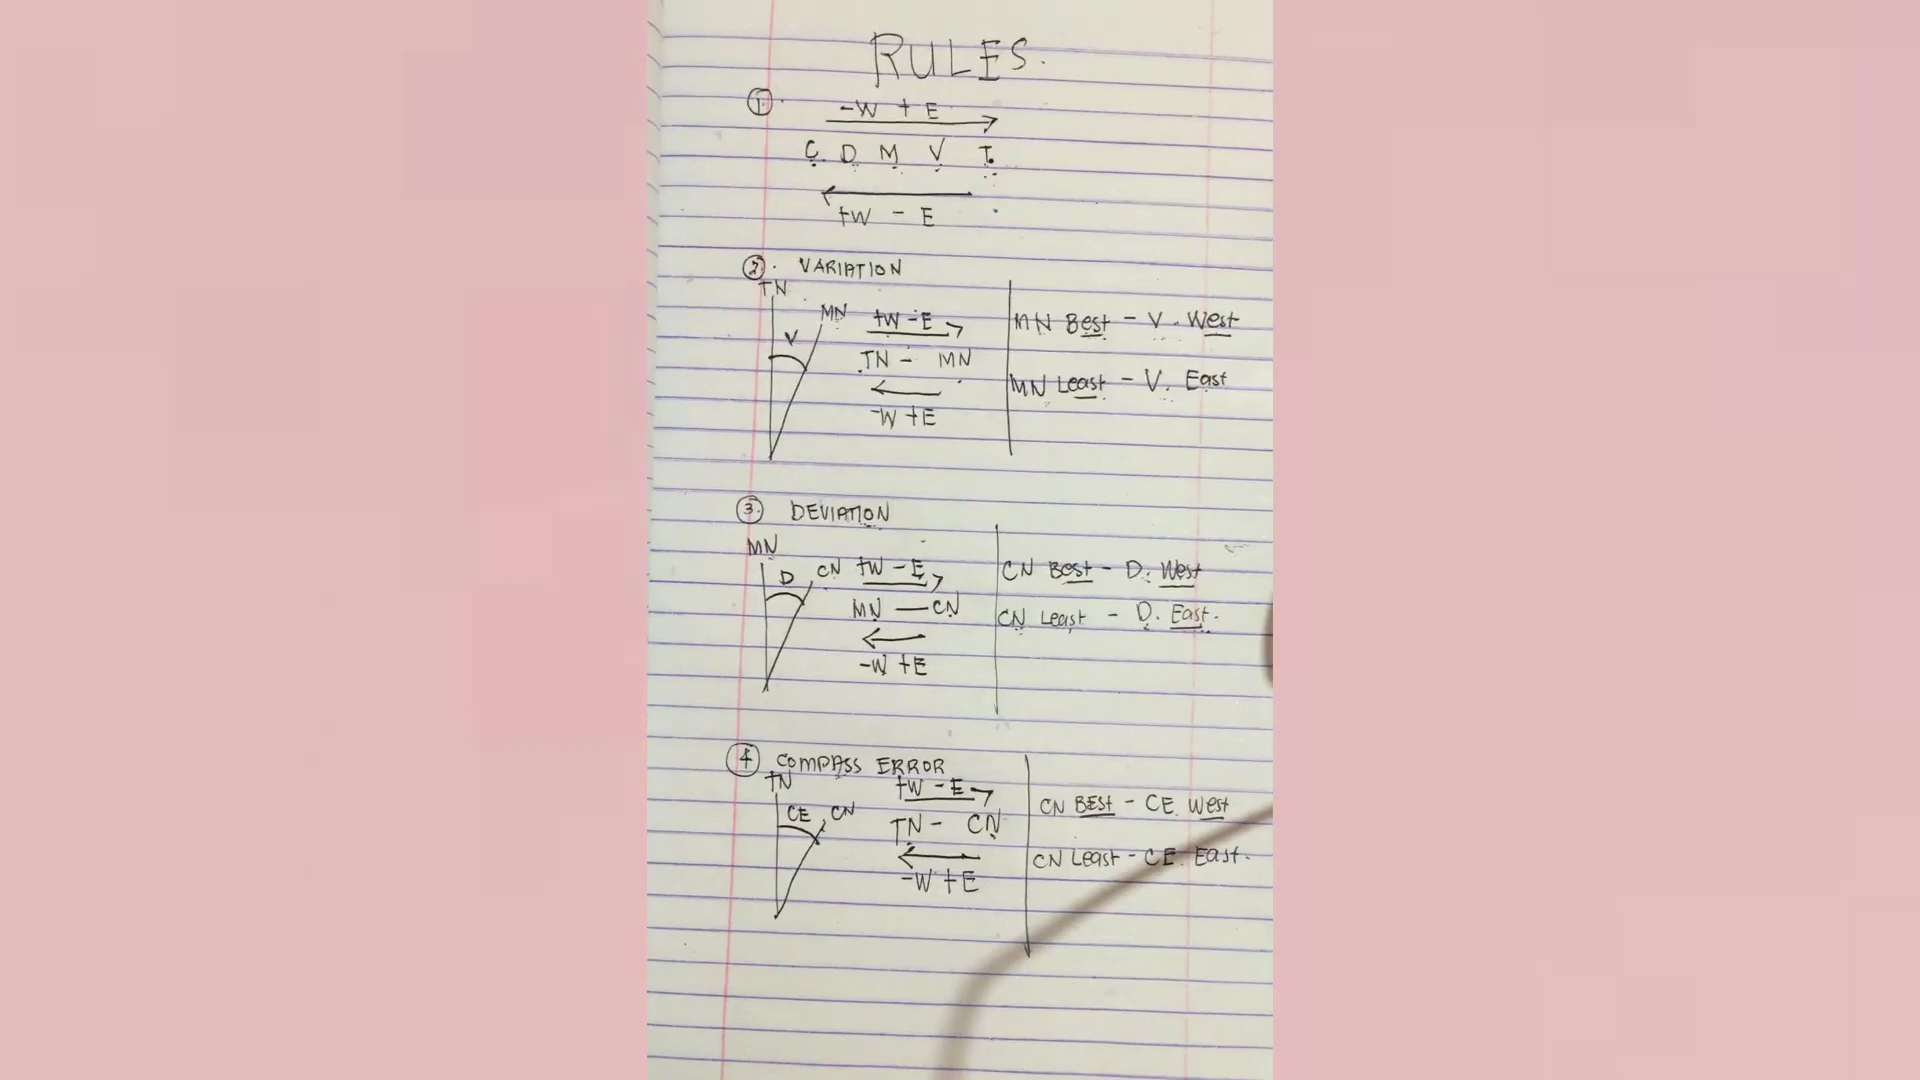 RULES.
1. -W + E
C D M V T.
+W - E
2. VARIATION
TN
MN +W -E MN Best - V. West
V
TN - MN
MN Least - V. East
-W +E
3. DEVIATION
MN
D CN +W - E CN Best - D. West
MN — CN CN Least - D. East.
-W +E
4 COMPASS ERROR
TN +W - E
CE CN CN BEst - CE. West
TN - CN
CN Least - CE. East.
-W +E